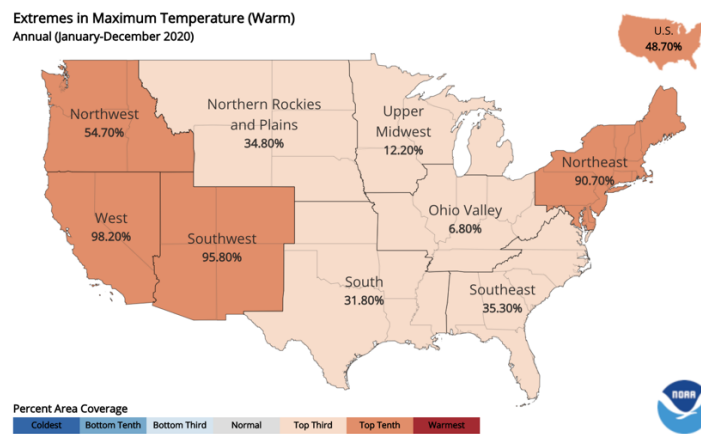 Extremes in Maximum Temperature (Warm)
Annual (January-December 2020)
U.S.
48.70%
Northwest
54.70%
Northern Rockies
and Plains
34.80%
Upper
Midwest
12.20%
Northeast
90.70%
West
98.20%
Southwest
95.80%
Ohio Valley
6.80%
South
31.80%
Southeast
35.30%
NOAA
Percent Area Coverage
Coldest Bottom Tenth Bottom Third Normal Top Third Top Tenth Warmest